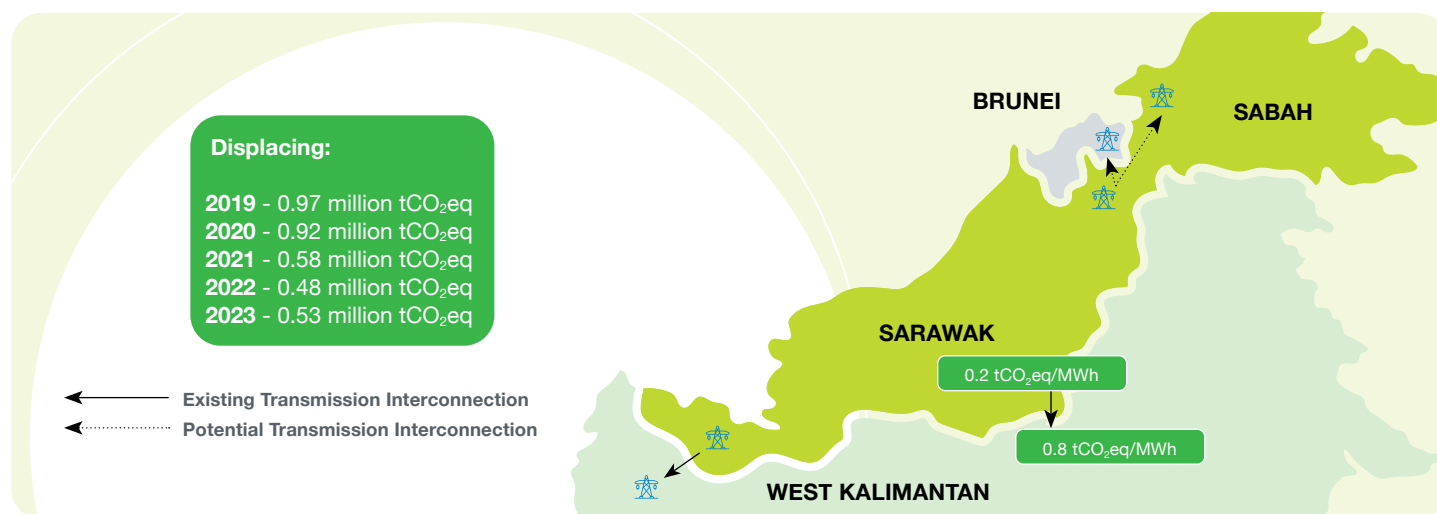 Displacing:
2019 - 0.97 million tCO₂eq
2020 - 0.92 million tCO₂eq
2021 - 0.58 million tCO₂eq
2022 - 0.48 million tCO₂eq
2023 - 0.53 million tCO₂eq
Existing Transmission Interconnection
Potential Transmission Interconnection
BRUNEI
SABAH
SARAWAK
0.2 tCO₂eq/MWh
0.8 tCO₂eq/MWh
WEST KALIMANTAN